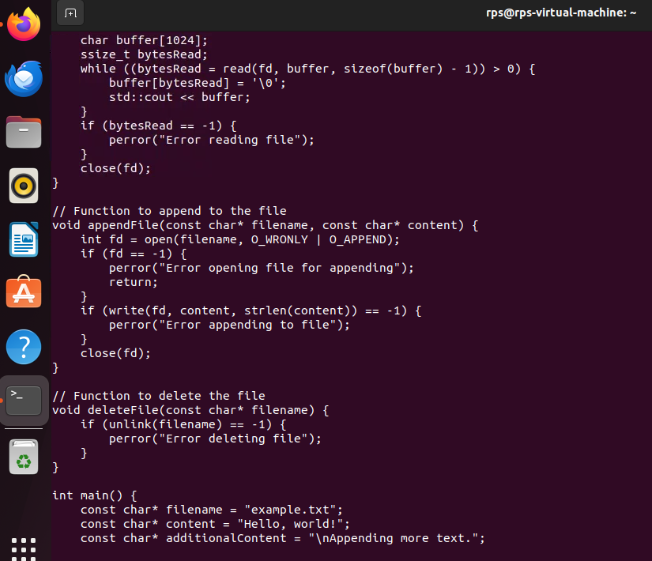 rps@rps-virtual-machine: ~
    char buffer[1024];
    ssize_t bytesRead;
    while ((bytesRead = read(fd, buffer, sizeof(buffer) - 1)) > 0) {
        buffer[bytesRead] = '\0';
        std::cout << buffer;
    }
    if (bytesRead == -1) {
        perror("Error reading file");
    }
    close(fd);
}

// Function to append to the file
void appendFile(const char* filename, const char* content) {
    int fd = open(filename, O_WRONLY | O_APPEND);
    if (fd == -1) {
        perror("Error opening file for appending");
        return;
    }
    if (write(fd, content, strlen(content)) == -1) {
        perror("Error appending to file");
    }
    close(fd);
}

// Function to delete the file
void deleteFile(const char* filename) {
    if (unlink(filename) == -1) {
        perror("Error deleting file");
    }
}

int main() {
    const char* filename = "example.txt";
    const char* content = "Hello, world!";
    const char* additionalContent = "\nAppending more text.";